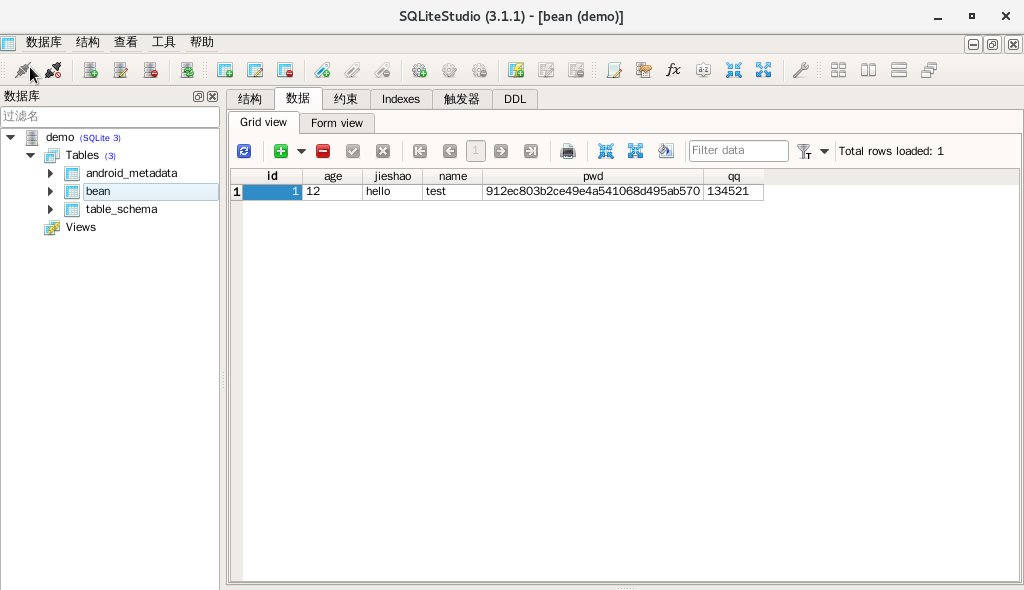 SQLiteStudio (3.1.1) - [bean (demo)]
数据库 结构 查看 工具 帮助
数据库
过滤名
demo (SQLite 3)
Tables (3)
android_metadata
bean
table_schema
Views
结构 数据 约束 Indexes 触发器 DDL
Grid view Form view
1 Filter data Total rows loaded: 1
id age jieshao name pwd qq
1 1 12 hello test 912ec803b2ce49e4a541068d495ab570 134521